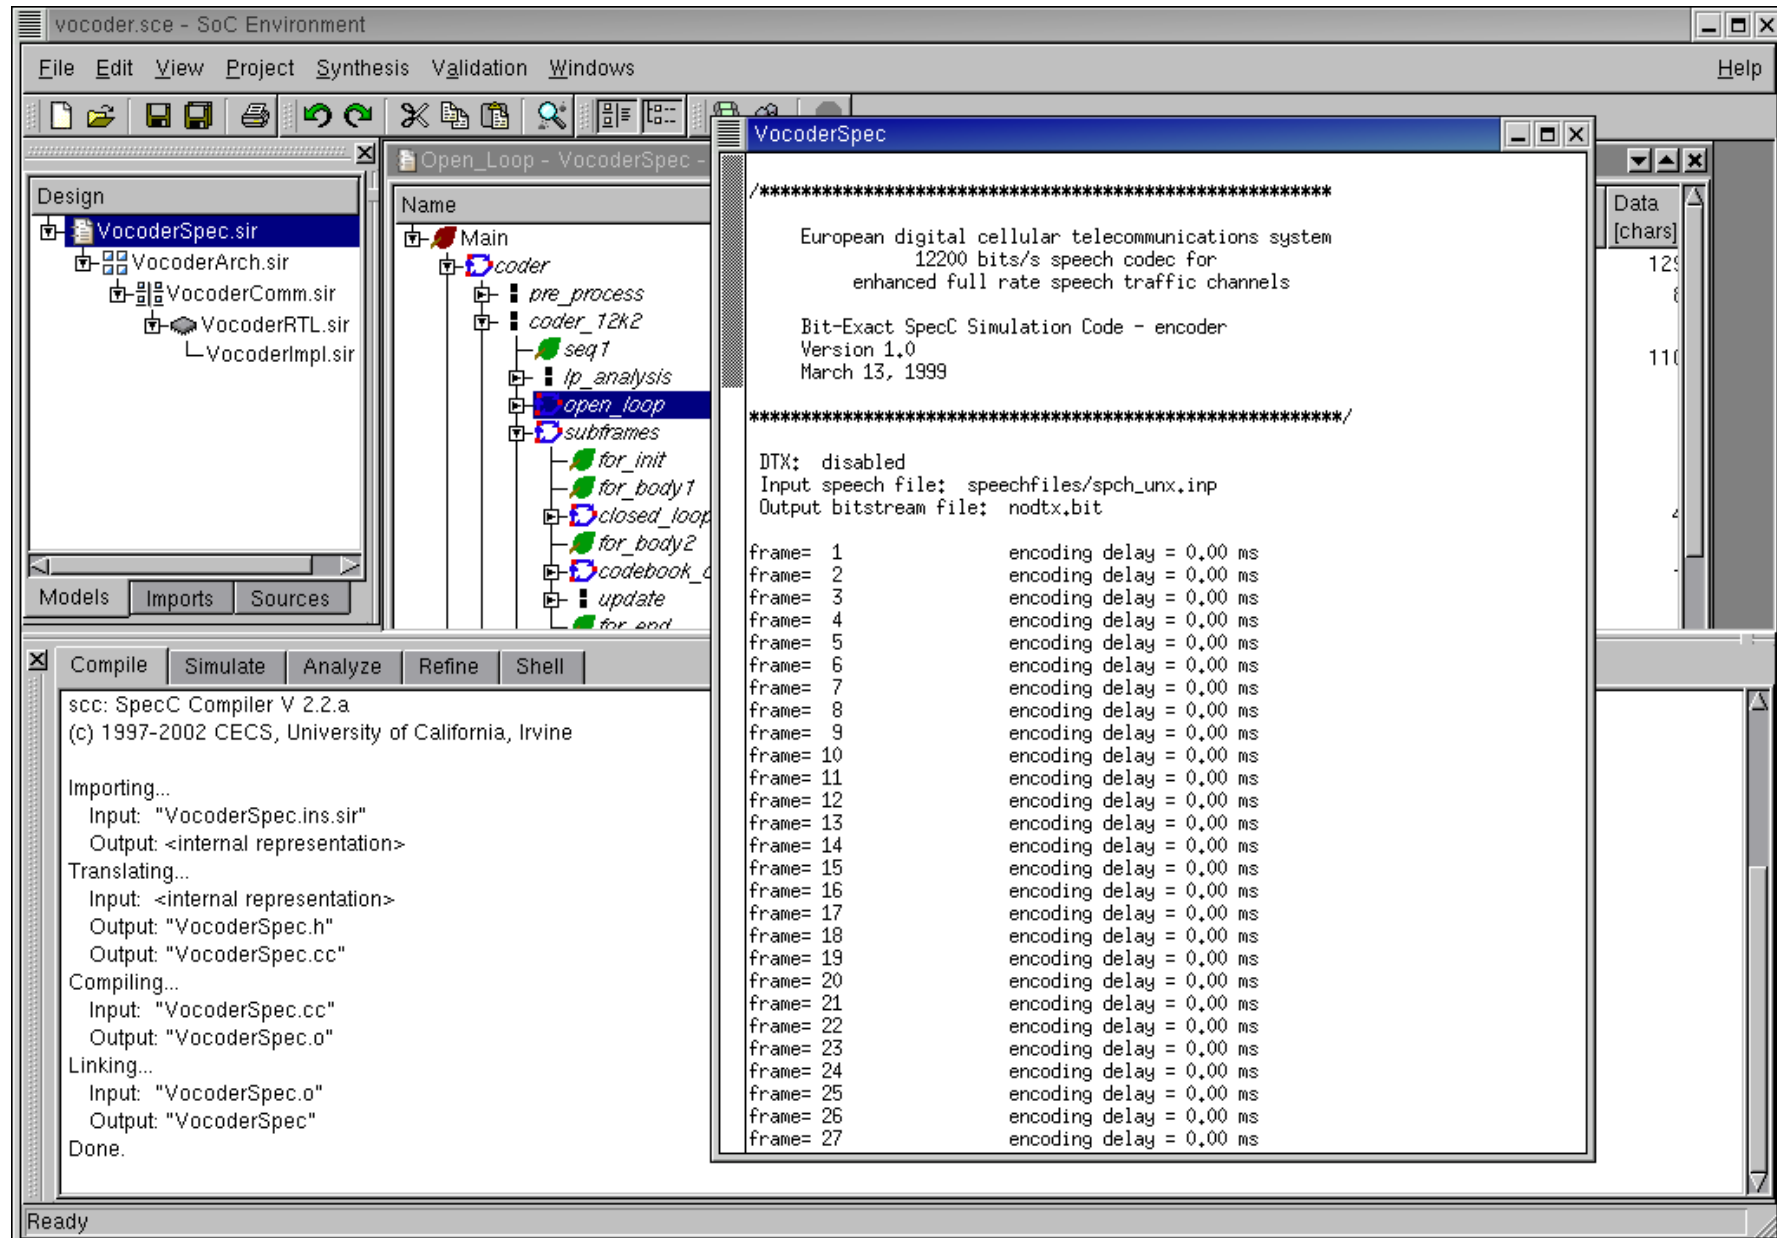 vocoder.sce - SoC Environment
File Edit View Project Synthesis Validation Windows Help
Design
VocoderSpec.sir
VocoderArch.sir
VocoderComm.sir
VocoderRTL.sir
VocoderImpl.sir
Models Imports Sources
Open_Loop - VocoderSpec -
Name
Main
coder
pre_process
coder_12k2
seq1
lp_analysis
open_loop
subframes
for_init
for_body1
closed_loop
for_body2
codebook_
update
for_end
Data
[chars]
VocoderSpec
/*******************************************************
European digital cellular telecommunications system
12200 bits/s speech codec for
enhanced full rate speech traffic channels
Bit-Exact SpecC Simulation Code - encoder
Version 1.0
March 13, 1999
*********************************************************/
DTX: disabled
Input speech file: speechfiles/spch_unx.inp
Output bitstream file: nodtx.bit
frame= 1 encoding delay = 0.00 ms
frame= 2 encoding delay = 0.00 ms
frame= 3 encoding delay = 0.00 ms
frame= 4 encoding delay = 0.00 ms
frame= 5 encoding delay = 0.00 ms
frame= 6 encoding delay = 0.00 ms
frame= 7 encoding delay = 0.00 ms
frame= 8 encoding delay = 0.00 ms
frame= 9 encoding delay = 0.00 ms
frame= 10 encoding delay = 0.00 ms
frame= 11 encoding delay = 0.00 ms
frame= 12 encoding delay = 0.00 ms
frame= 13 encoding delay = 0.00 ms
frame= 14 encoding delay = 0.00 ms
frame= 15 encoding delay = 0.00 ms
frame= 16 encoding delay = 0.00 ms
frame= 17 encoding delay = 0.00 ms
frame= 18 encoding delay = 0.00 ms
frame= 19 encoding delay = 0.00 ms
frame= 20 encoding delay = 0.00 ms
frame= 21 encoding delay = 0.00 ms
frame= 22 encoding delay = 0.00 ms
frame= 23 encoding delay = 0.00 ms
frame= 24 encoding delay = 0.00 ms
frame= 25 encoding delay = 0.00 ms
frame= 26 encoding delay = 0.00 ms
frame= 27 encoding delay = 0.00 ms
Compile Simulate Analyze Refine Shell
scc: SpecC Compiler V 2.2.a
(c) 1997-2002 CECS, University of California, Irvine
Importing...
Input: "VocoderSpec.ins.sir"
Output: <internal representation>
Translating...
Input: <internal representation>
Output: "VocoderSpec.h"
Output: "VocoderSpec.cc"
Compiling...
Input: "VocoderSpec.cc"
Output: "VocoderSpec.o"
Linking...
Input: "VocoderSpec.o"
Output: "VocoderSpec"
Done.
Ready